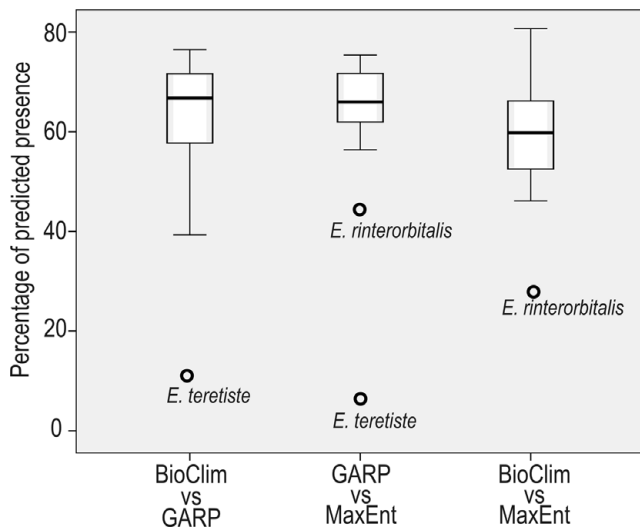 Percentage of predicted presence
80
60
40
20
0
E. rinterorbitalis
E. rinterorbitalis
E. teretiste
E. teretiste
BioClim
vs
GARP
GARP
vs
MaxEnt
BioClim
vs
MaxEnt